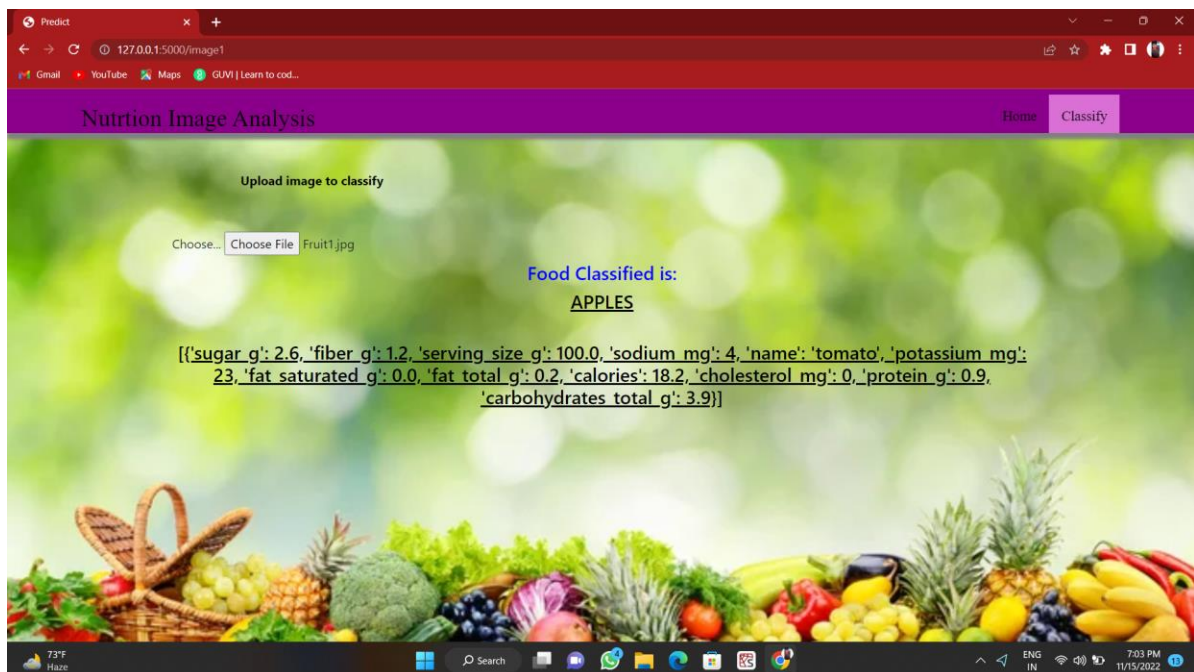 Predict
127.0.0.1:5000/image1
Gmail YouTube Maps GUVI | Learn to cod...
Nutrtion Image Analysis Home Classify
Upload image to classify
Choose... Choose File Fruit1.jpg
Food Classified is:
APPLES
[{'sugar_g': 2.6, 'fiber_g': 1.2, 'serving_size_g': 100.0, 'sodium_mg': 4, 'name': 'tomato', 'potassium_mg':
23, 'fat_saturated_g': 0.0, 'fat_total_g': 0.2, 'calories': 18.2, 'cholesterol_mg': 0, 'protein_g': 0.9,
'carbohydrates_total_g': 3.9}]
73°F
Haze
Search
4
ENG
IN
7:03 PM
11/15/2022
13